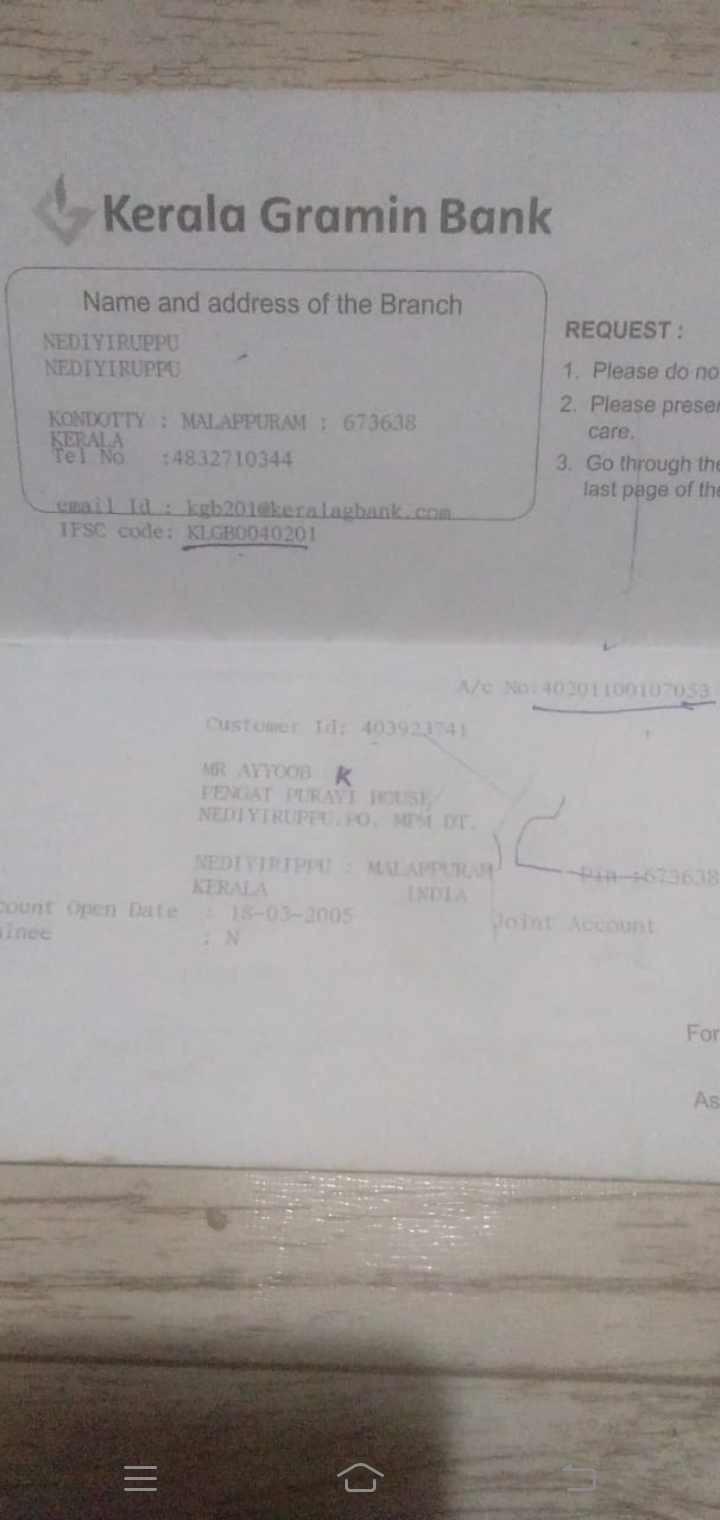 Kerala Gramin Bank
Name and address of the Branch
NEDIYIRUPPU
NEDIYIRUPPU
KONDOTTY : MALAPPURAM : 673638
KERALA
Tel No :4832710344
email Id : kgb201@keralagbank.com
IFSC code: KLGB0040201
REQUEST :
1. Please do no
2. Please preser
care.
3. Go through the
last page of the
A/c No:40201100107053
Customer Id: 403923741
MR AYYOOB K
PENGAT PURAYI HOUSE
NEDIYIRUPPU.PO. MPM DT.
NEDIYIRIPPU : MALAPPURAM
Pin :673638
KERALA INDIA
count Open Date : 18-03-2005
Joint Account
inee : N
For
As